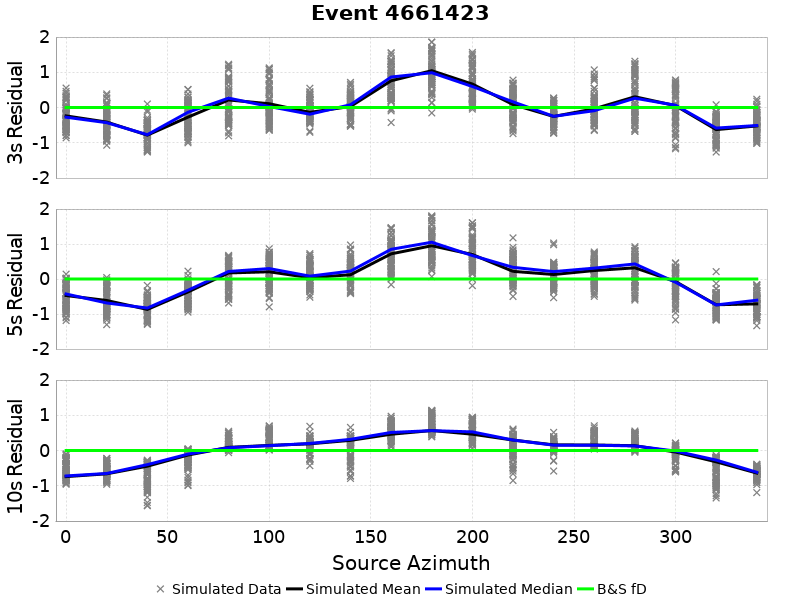 Event 4661423
2
1
0
-1
-2
3s Residual
2
1
0
-1
-2
5s Residual
2
1
0
-1
-2
10s Residual
0 50 100 150 200 250 300
Source Azimuth
Simulated Data Simulated Mean Simulated Median B&S fD